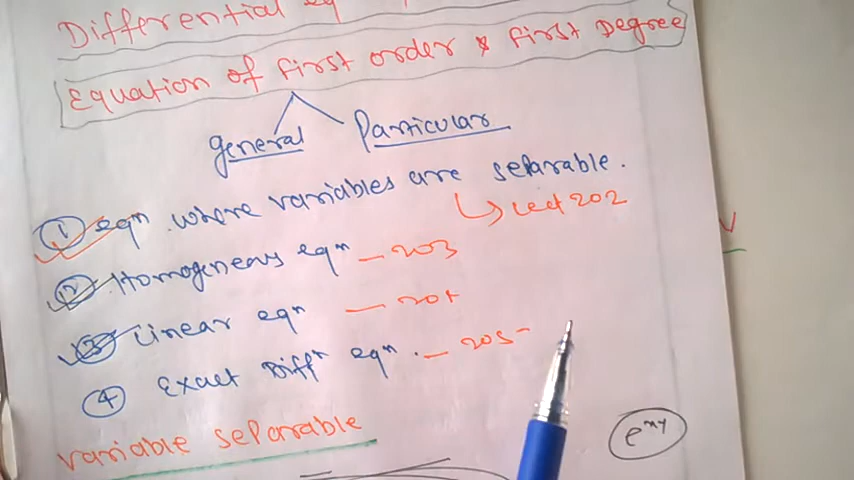 Differential eqn
Equation of first order & first Degree
General Particular
① eqn where variables are separable.
↳ Lect 202
② Homogeneous eqn — 203
③ Linear eqn — 204
④ Exact Diffn eqn. — 205 -
variable separable
e^xy